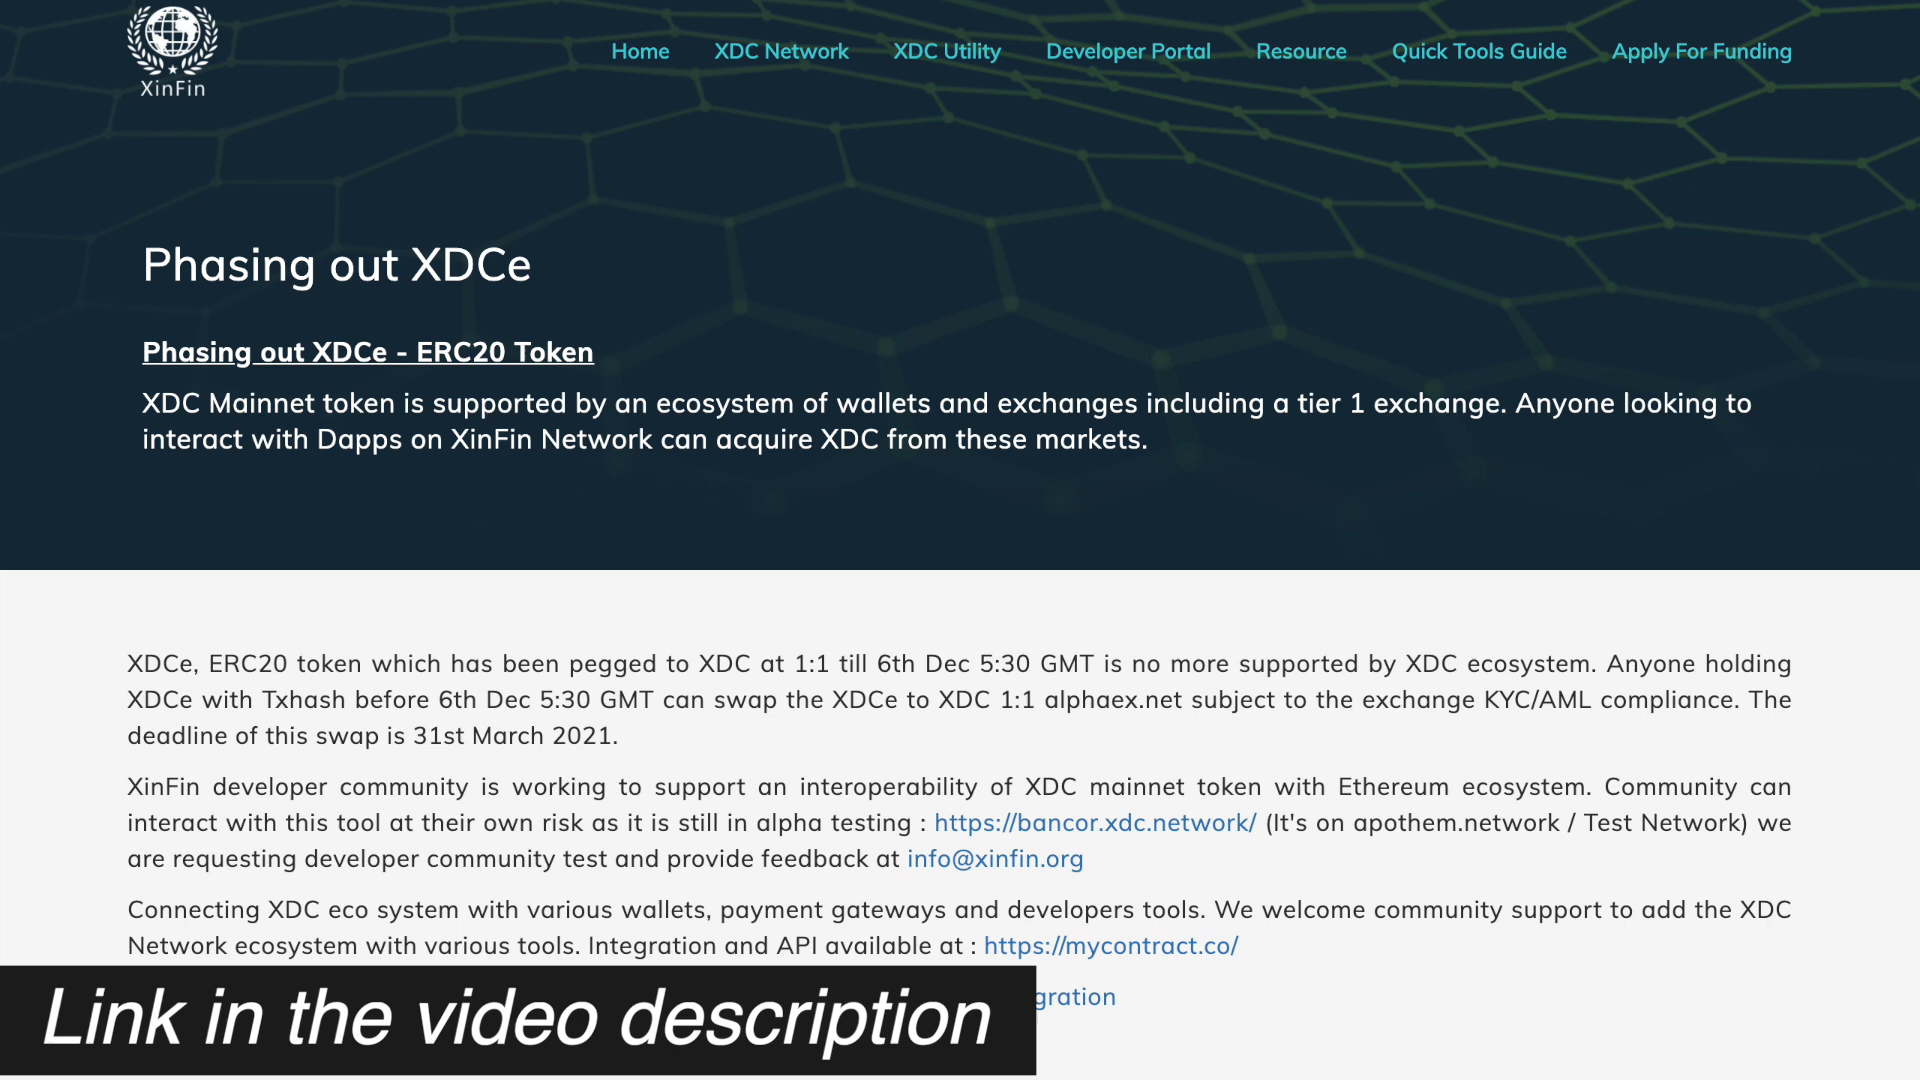 XinFin
Home XDC Network XDC Utility Developer Portal Resource Quick Tools Guide Apply For Funding
Phasing out XDCe
Phasing out XDCe - ERC20 Token
XDC Mainnet token is supported by an ecosystem of wallets and exchanges including a tier 1 exchange. Anyone looking to
interact with Dapps on XinFin Network can acquire XDC from these markets.
XDCe, ERC20 token which has been pegged to XDC at 1:1 till 6th Dec 5:30 GMT is no more supported by XDC ecosystem. Anyone holding
XDCe with Txhash before 6th Dec 5:30 GMT can swap the XDCe to XDC 1:1 alphaex.net subject to the exchange KYC/AML compliance. The
deadline of this swap is 31st March 2021.
XinFin developer community is working to support an interoperability of XDC mainnet token with Ethereum ecosystem. Community can
interact with this tool at their own risk as it is still in alpha testing : https://bancor.xdc.network/ (It's on apothem.network / Test Network) we
are requesting developer community test and provide feedback at info@xinfin.org
Connecting XDC eco system with various wallets, payment gateways and developers tools. We welcome community support to add the XDC
Network ecosystem with various tools. Integration and API available at : https://mycontract.co/
gration
Link in the video description